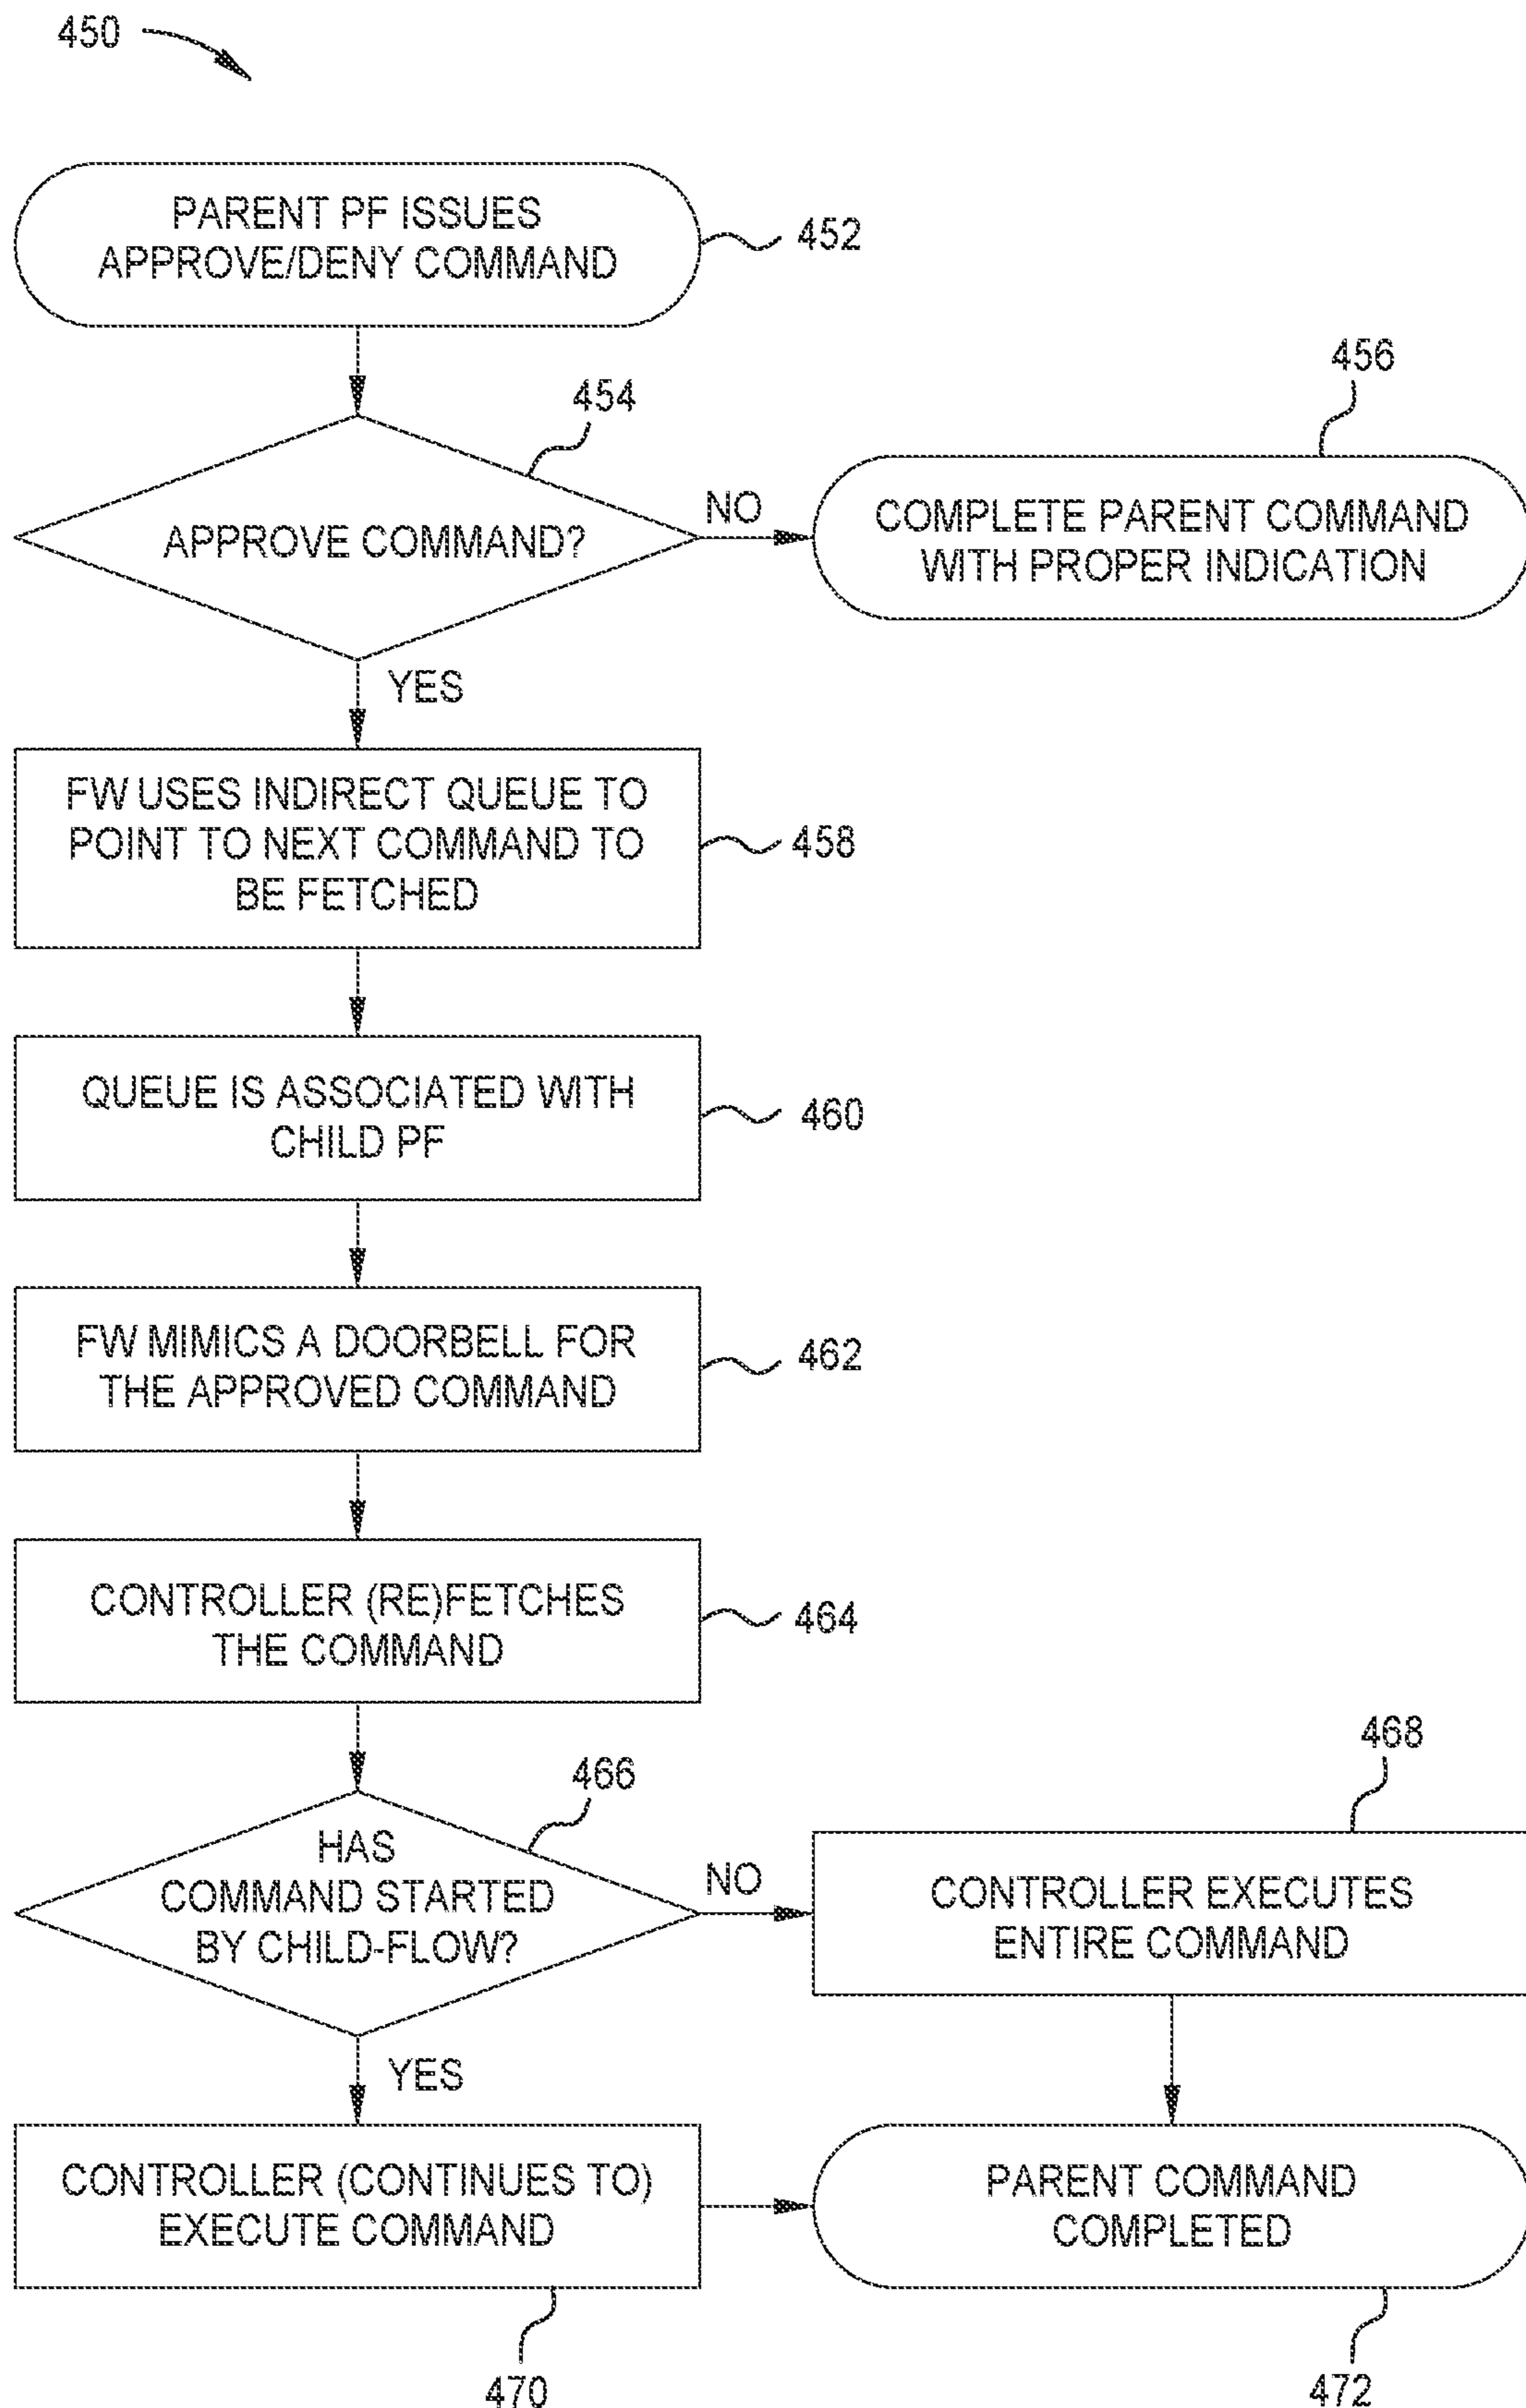 450
PARENT PF ISSUES
APPROVE/DENY COMMAND
452
454
APPROVE COMMAND?
NO
456
COMPLETE PARENT COMMAND
WITH PROPER INDICATION
YES
FW USES INDIRECT QUEUE TO
POINT TO NEXT COMMAND TO
BE FETCHED
458
QUEUE IS ASSOCIATED WITH
CHILD PF
460
FW MIMICS A DOORBELL FOR
THE APPROVED COMMAND
462
CONTROLLER (RE)FETCHES
THE COMMAND
464
466
HAS
COMMAND STARTED
BY CHILD-FLOW?
NO
468
CONTROLLER EXECUTES
ENTIRE COMMAND
YES
CONTROLLER (CONTINUES TO)
EXECUTE COMMAND
470
PARENT COMMAND
COMPLETED
472